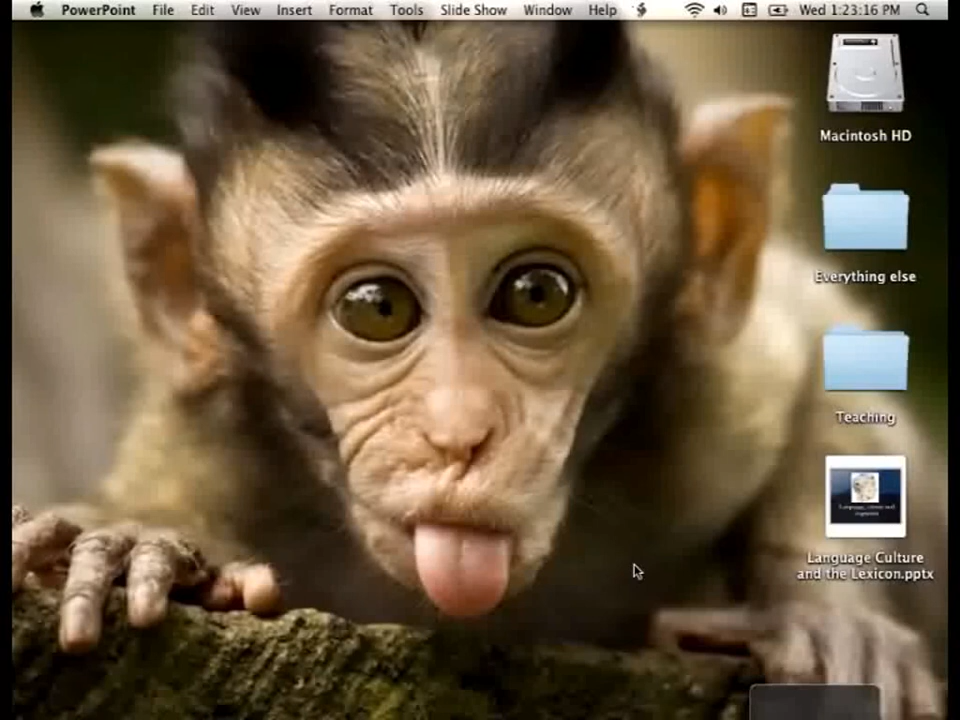 PowerPoint File Edit View Insert Format Tools Slide Show Window Help Wed 1:23:16 PM
Macintosh HD
Everything else
Teaching
Language Culture
and the Lexicon.pptx